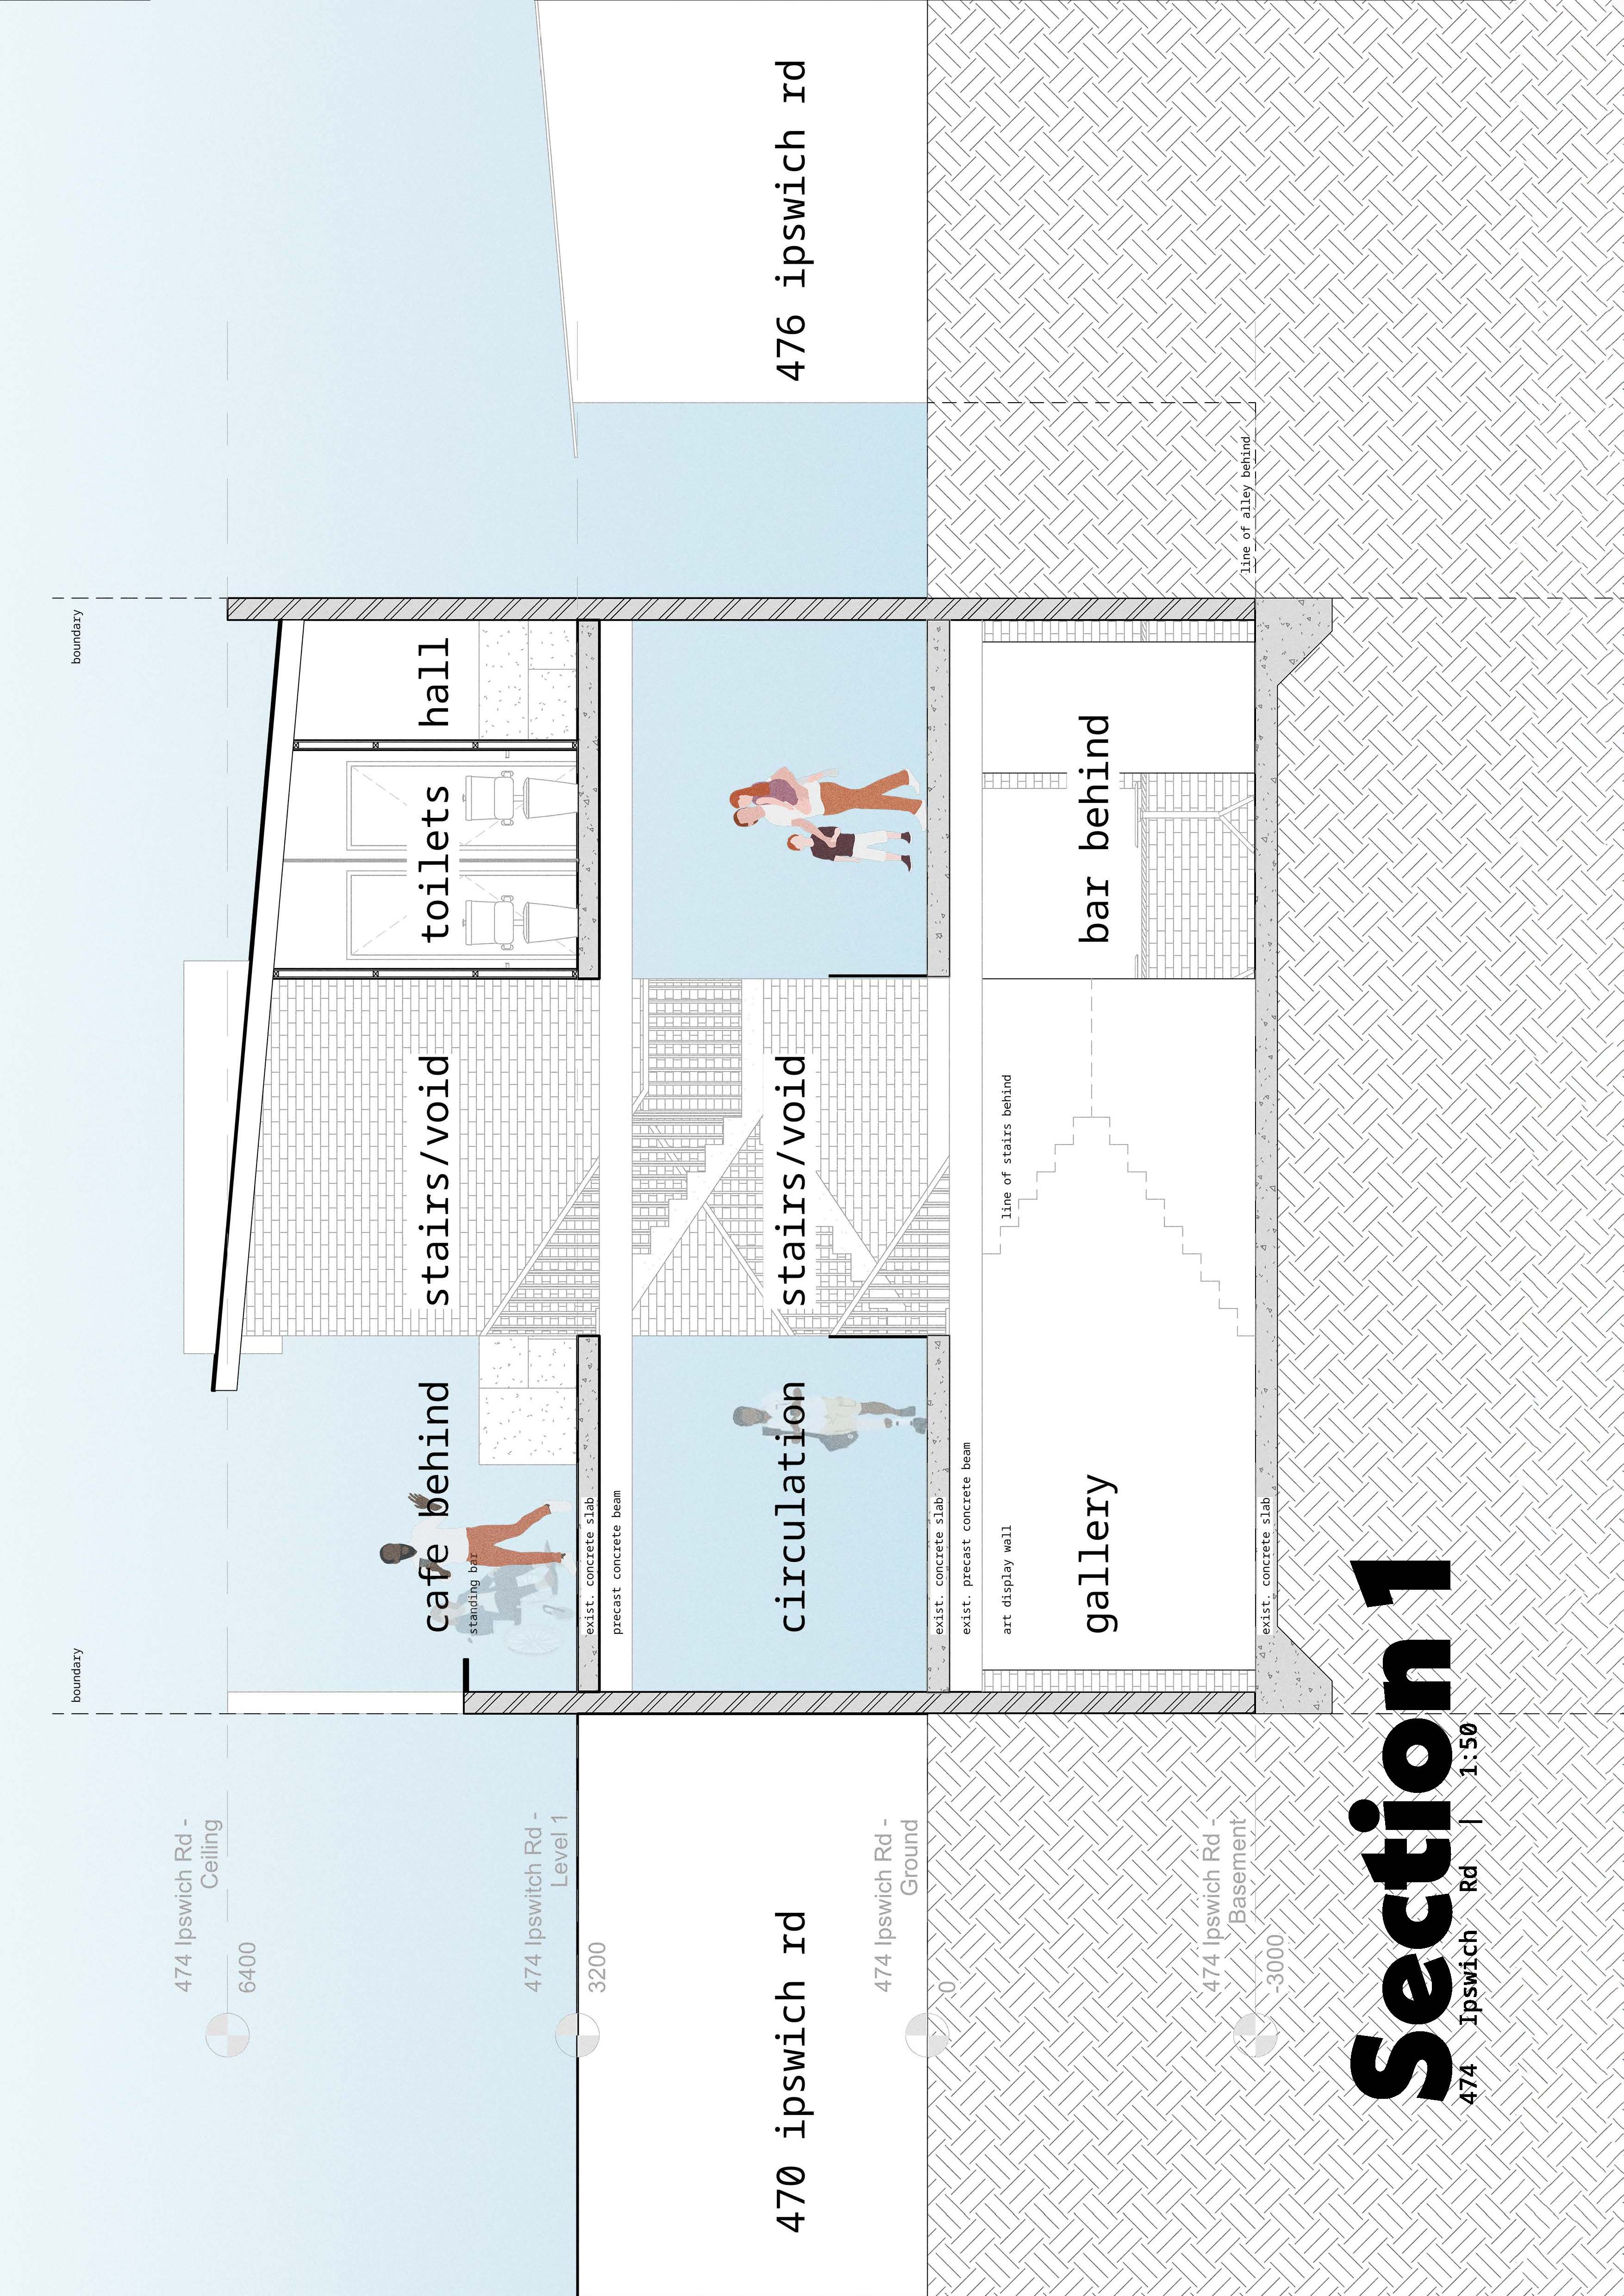 boundary
boundary
474 Ipswich Rd -
Ceiling
6400
cafe behind
standing bar
stairs/void
toilets
hall
474 Ipswitch Rd -
Level 1
3200
exist. concrete slab
precast concrete beam
470 ipswich rd
circulation
stairs/void
476 ipswich rd
474 Ipswich Rd -
Ground
0
exist. concrete slab
exist. precast concrete beam
art display wall
line of stairs behind
gallery
bar behind
474 Ipswich Rd -
Basement
-3000
exist. concrete slab
line of alley behind
Section 1
474 Ipswich Rd | 1:50